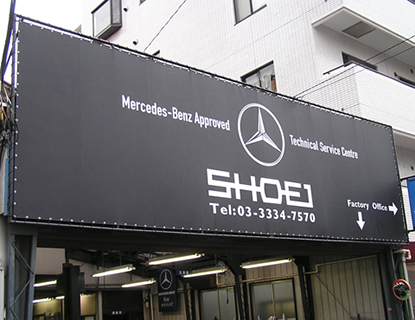 Mercedes-Benz Approved Technical Service Centre
SHOEI
Tel:03-3334-7570
Factory Office